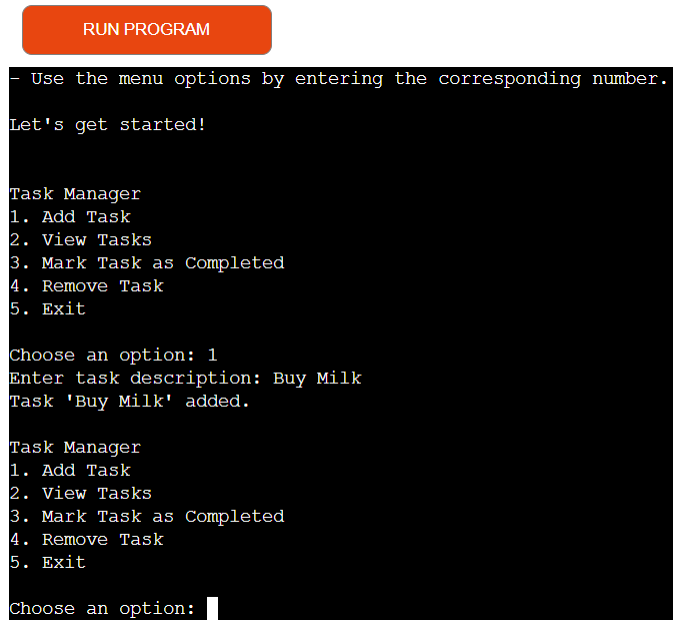 RUN PROGRAM
- Use the menu options by entering the corresponding number.
Let's get started!
Task Manager
1. Add Task
2. View Tasks
3. Mark Task as Completed
4. Remove Task
5. Exit
Choose an option: 1
Enter task description: Buy Milk
Task 'Buy Milk' added.
Task Manager
1. Add Task
2. View Tasks
3. Mark Task as Completed
4. Remove Task
5. Exit
Choose an option: